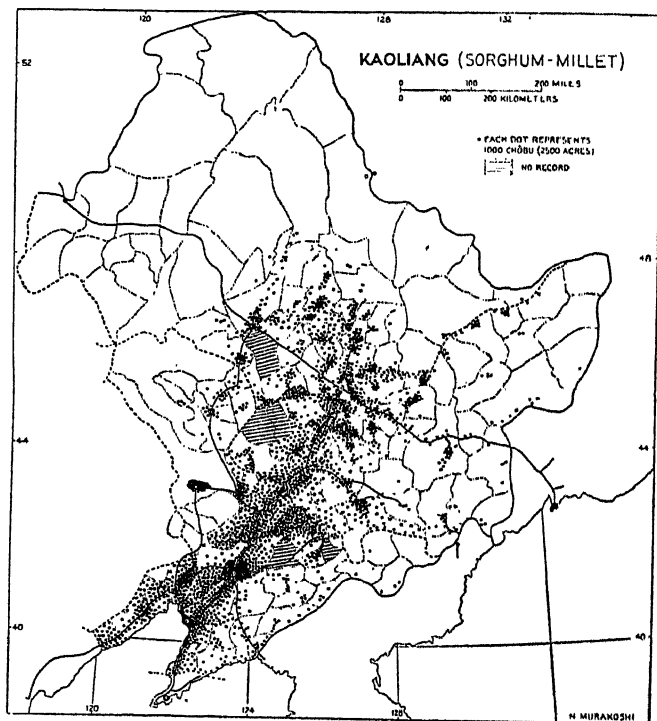 120 128 132
52
KAOLIANG (SORGHUM-MILLET)
0 100 200 MILES
0 100 200 KILOMETERS
• EACH DOT REPRESENTS
1000 CHŌBU (2500 ACRES)
NO RECORD
48
44 44
40 40
120 124 128
N MURAKOSHI